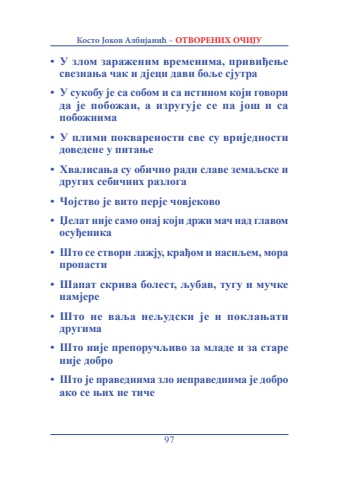 Косто Јоков Албијанић – ОТВОРЕНИХ ОЧИЈУ
• У злом зараженим временима, привиђење
свезнања чак и дјеци дави боље сјутра
• У сукобу је са собом и са истином који говори
да је побожан, а изругује се па још и са
побожнима
• У плими покварености све су вриједности
доведене у питање
• Хвалисања су обично ради славе земаљске и
других себичних разлога
• Чојство је вито перје човјеково
• Џелат није само онај који држи мач над главом
осуђеника
• Што се створи лажју, крађом и насиљем, мора
пропасти
• Шапат скрива болест, љубав, тугу и мучке
намјере
• Што не ваља нељудски је и поклањати
другима
• Што није препоручљиво за младе и за старе
није добро
• Што је праведнима зло неправеднима је добро
ако се њих не тиче
97